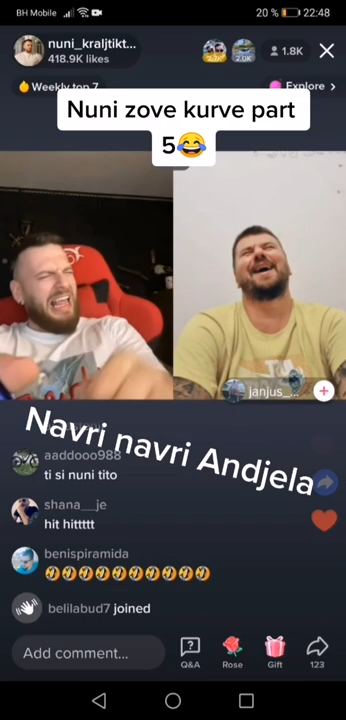 BH Mobile
20 % 22:48
nuni_kraljtikt...
418.9K likes
1.8K
Weekly top 7
Explore >
Nuni zove kurve part
5😂
janjus_...
Navri navri Andjela
aaddooo988
ti si nuni tito
shana__je
hit hittttt
benispiramida
🤣🤣🤣🤣🤣🤣🤣🤣🤣🤣
belilabud7 joined
Add comment...
Q&A
Rose
Gift
123